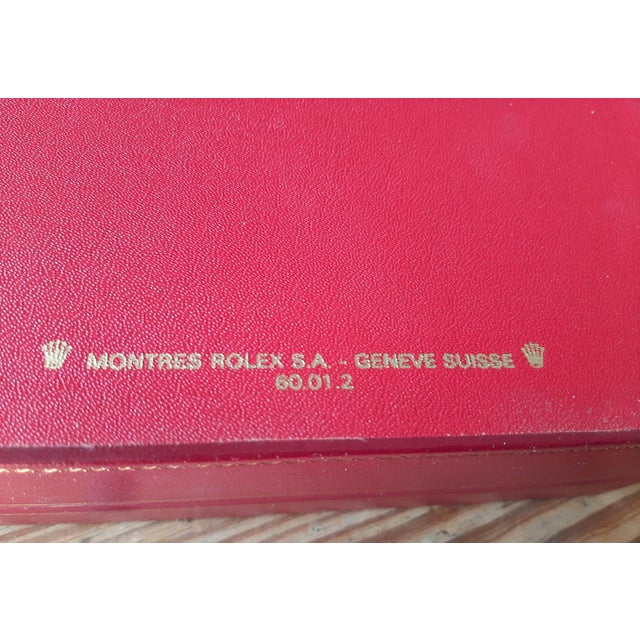 MONTRES ROLEX S.A. - GENEVE SUISSE
60.01.2